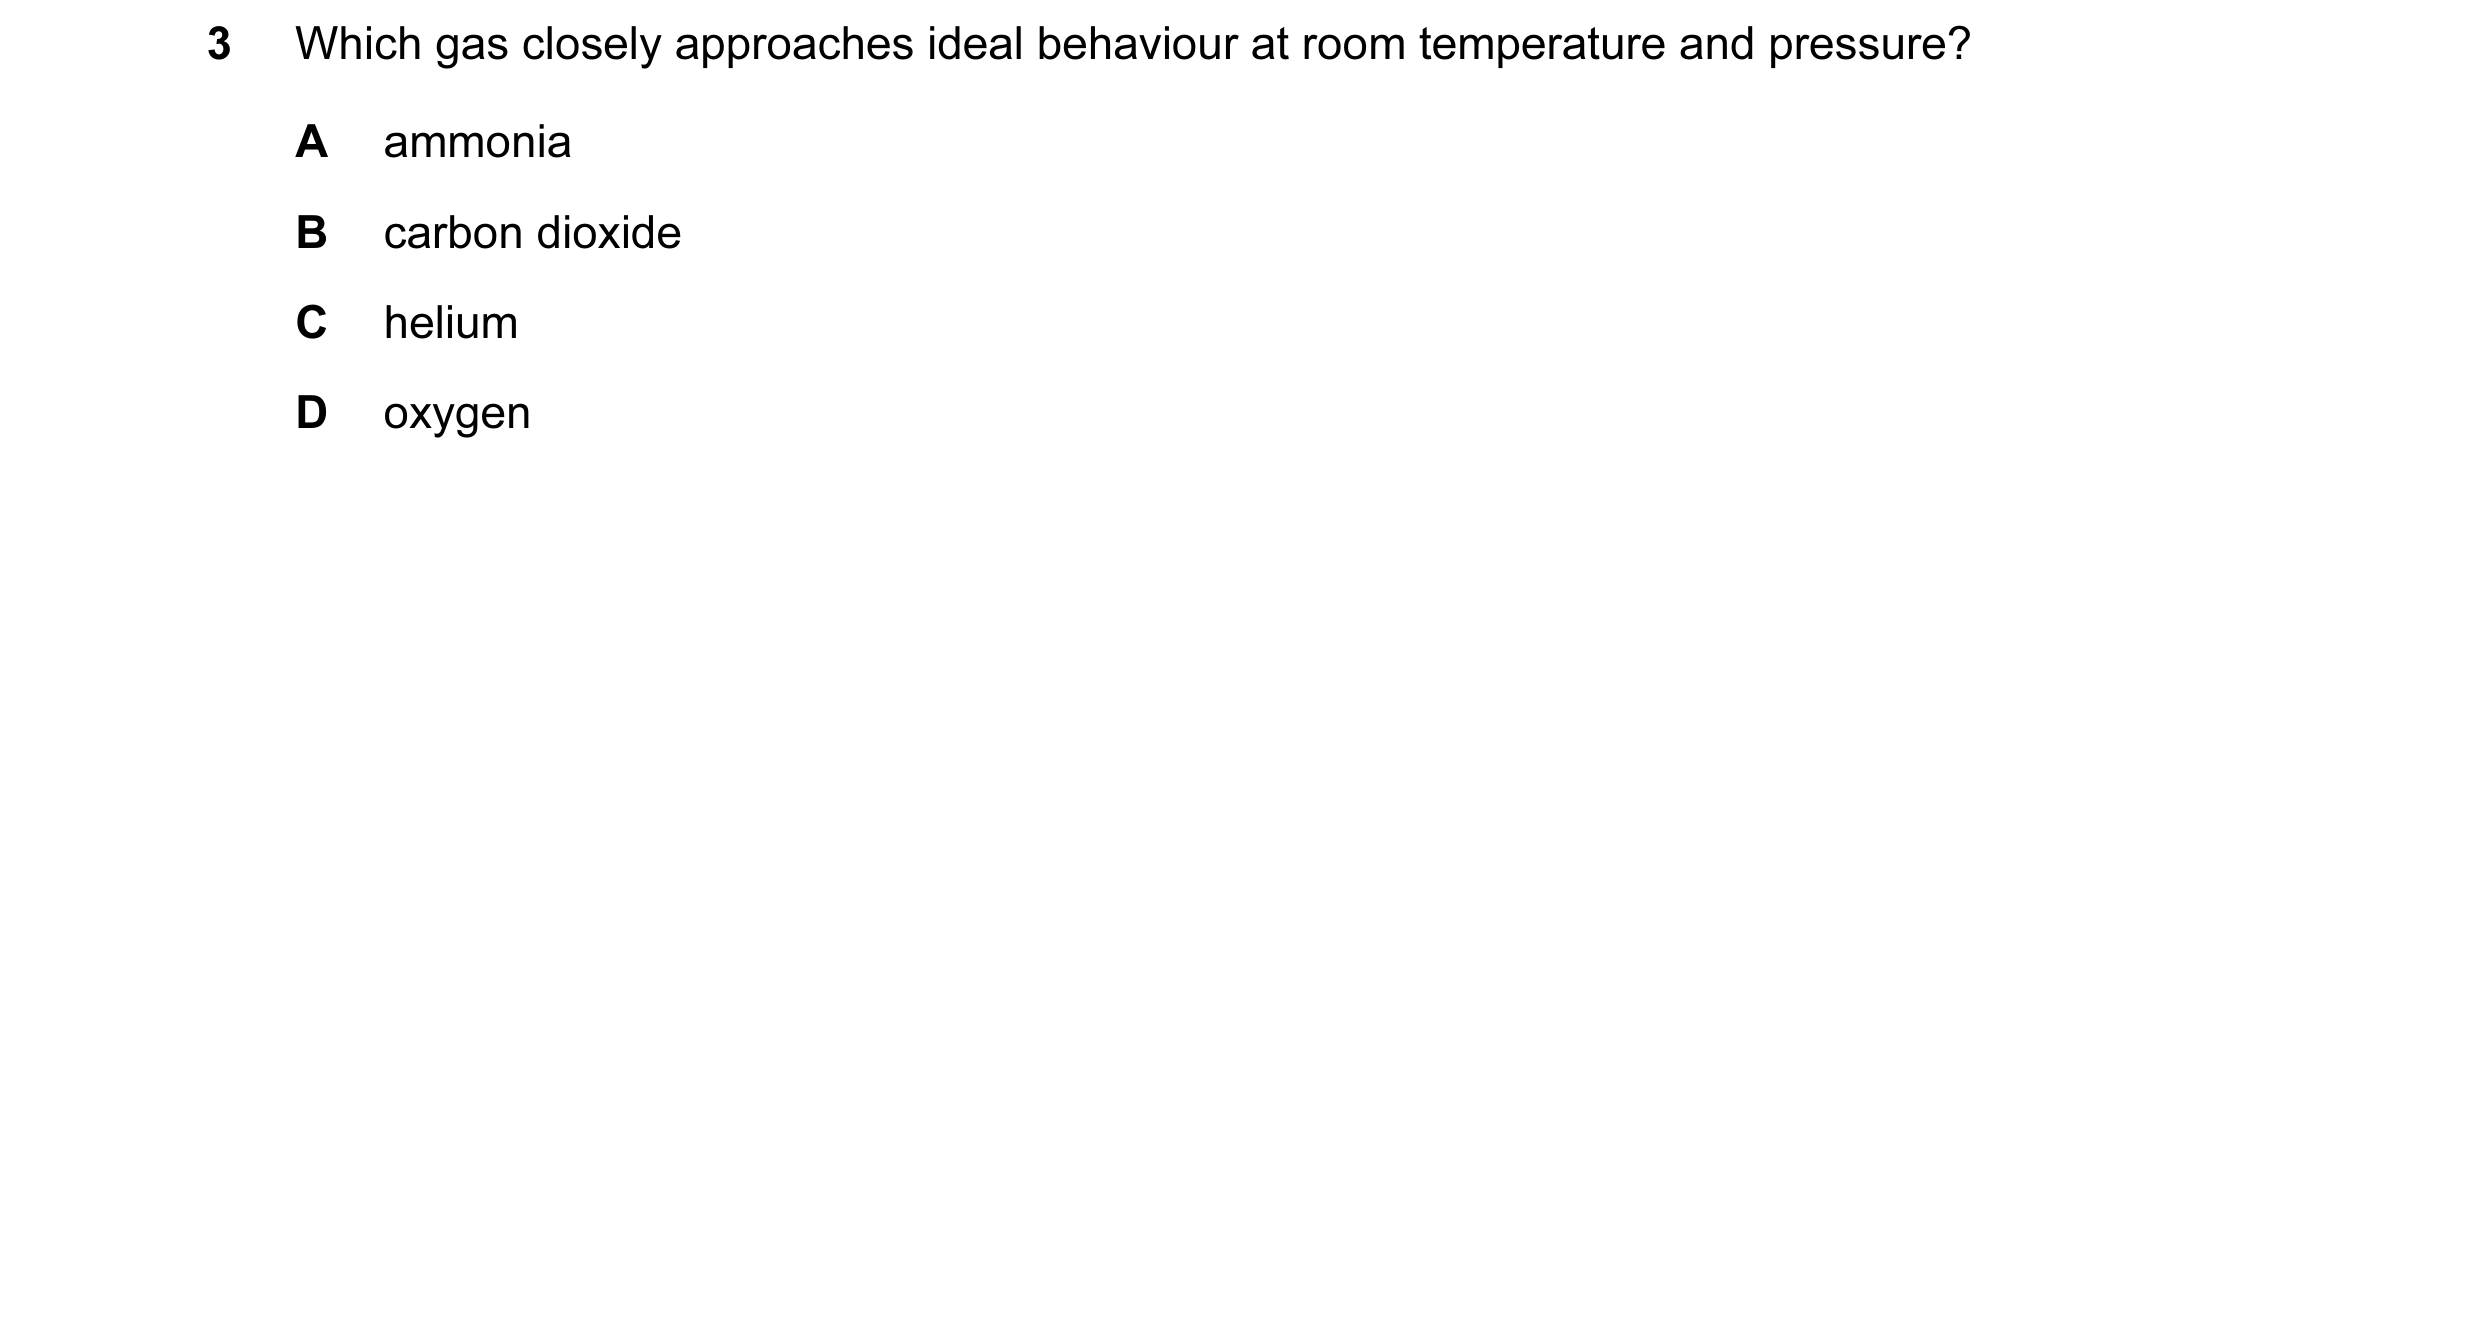 3 Which gas closely approaches ideal behaviour at room temperature and pressure?
A ammonia
B carbon dioxide
C helium
D oxygen